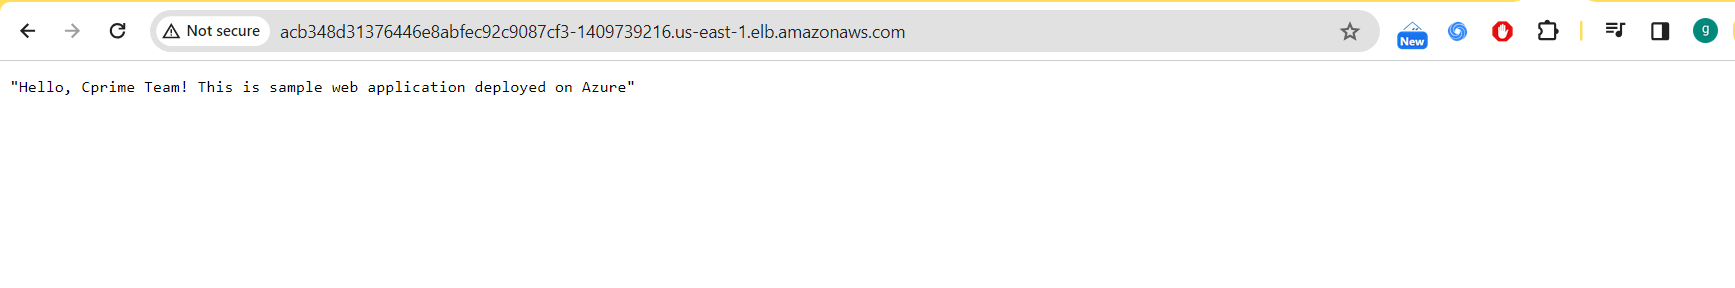 Not secure acb348d31376446e8abfec92c9087cf3-1409739216.us-east-1.elb.amazonaws.com
New
g
"Hello, Cprime Team! This is sample web application deployed on Azure"